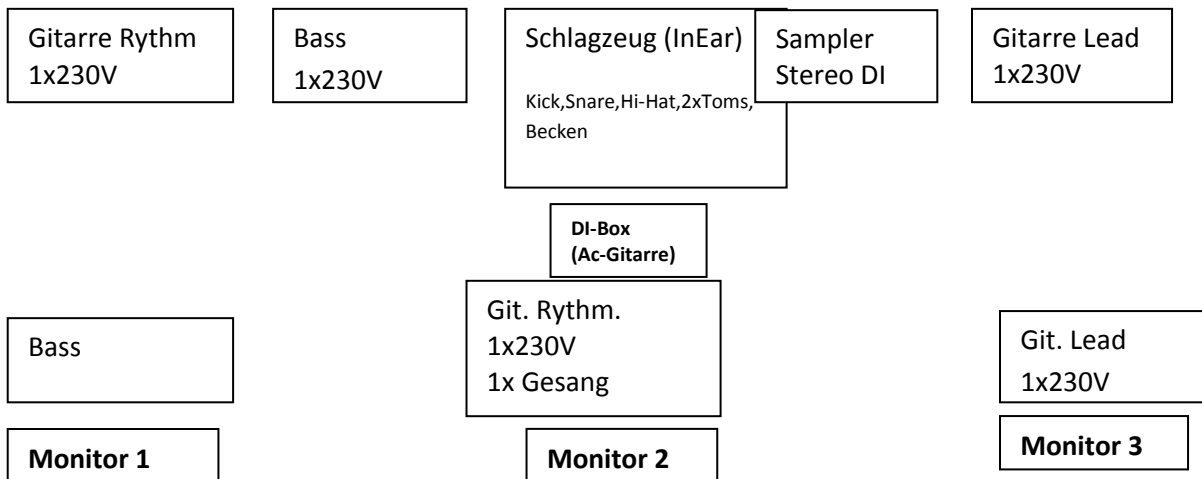 Gitarre Rythm
1x230V
Bass
1x230V
Schlagzeug (InEar)
Kick,Snare,Hi-Hat,2xToms,
Becken
Sampler
Stereo DI
Gitarre Lead
1x230V
DI-Box
(Ac-Gitarre)
Bass
Git. Rythm.
1x230V
1x Gesang
Git. Lead
1x230V
Monitor 1
Monitor 2
Monitor 3